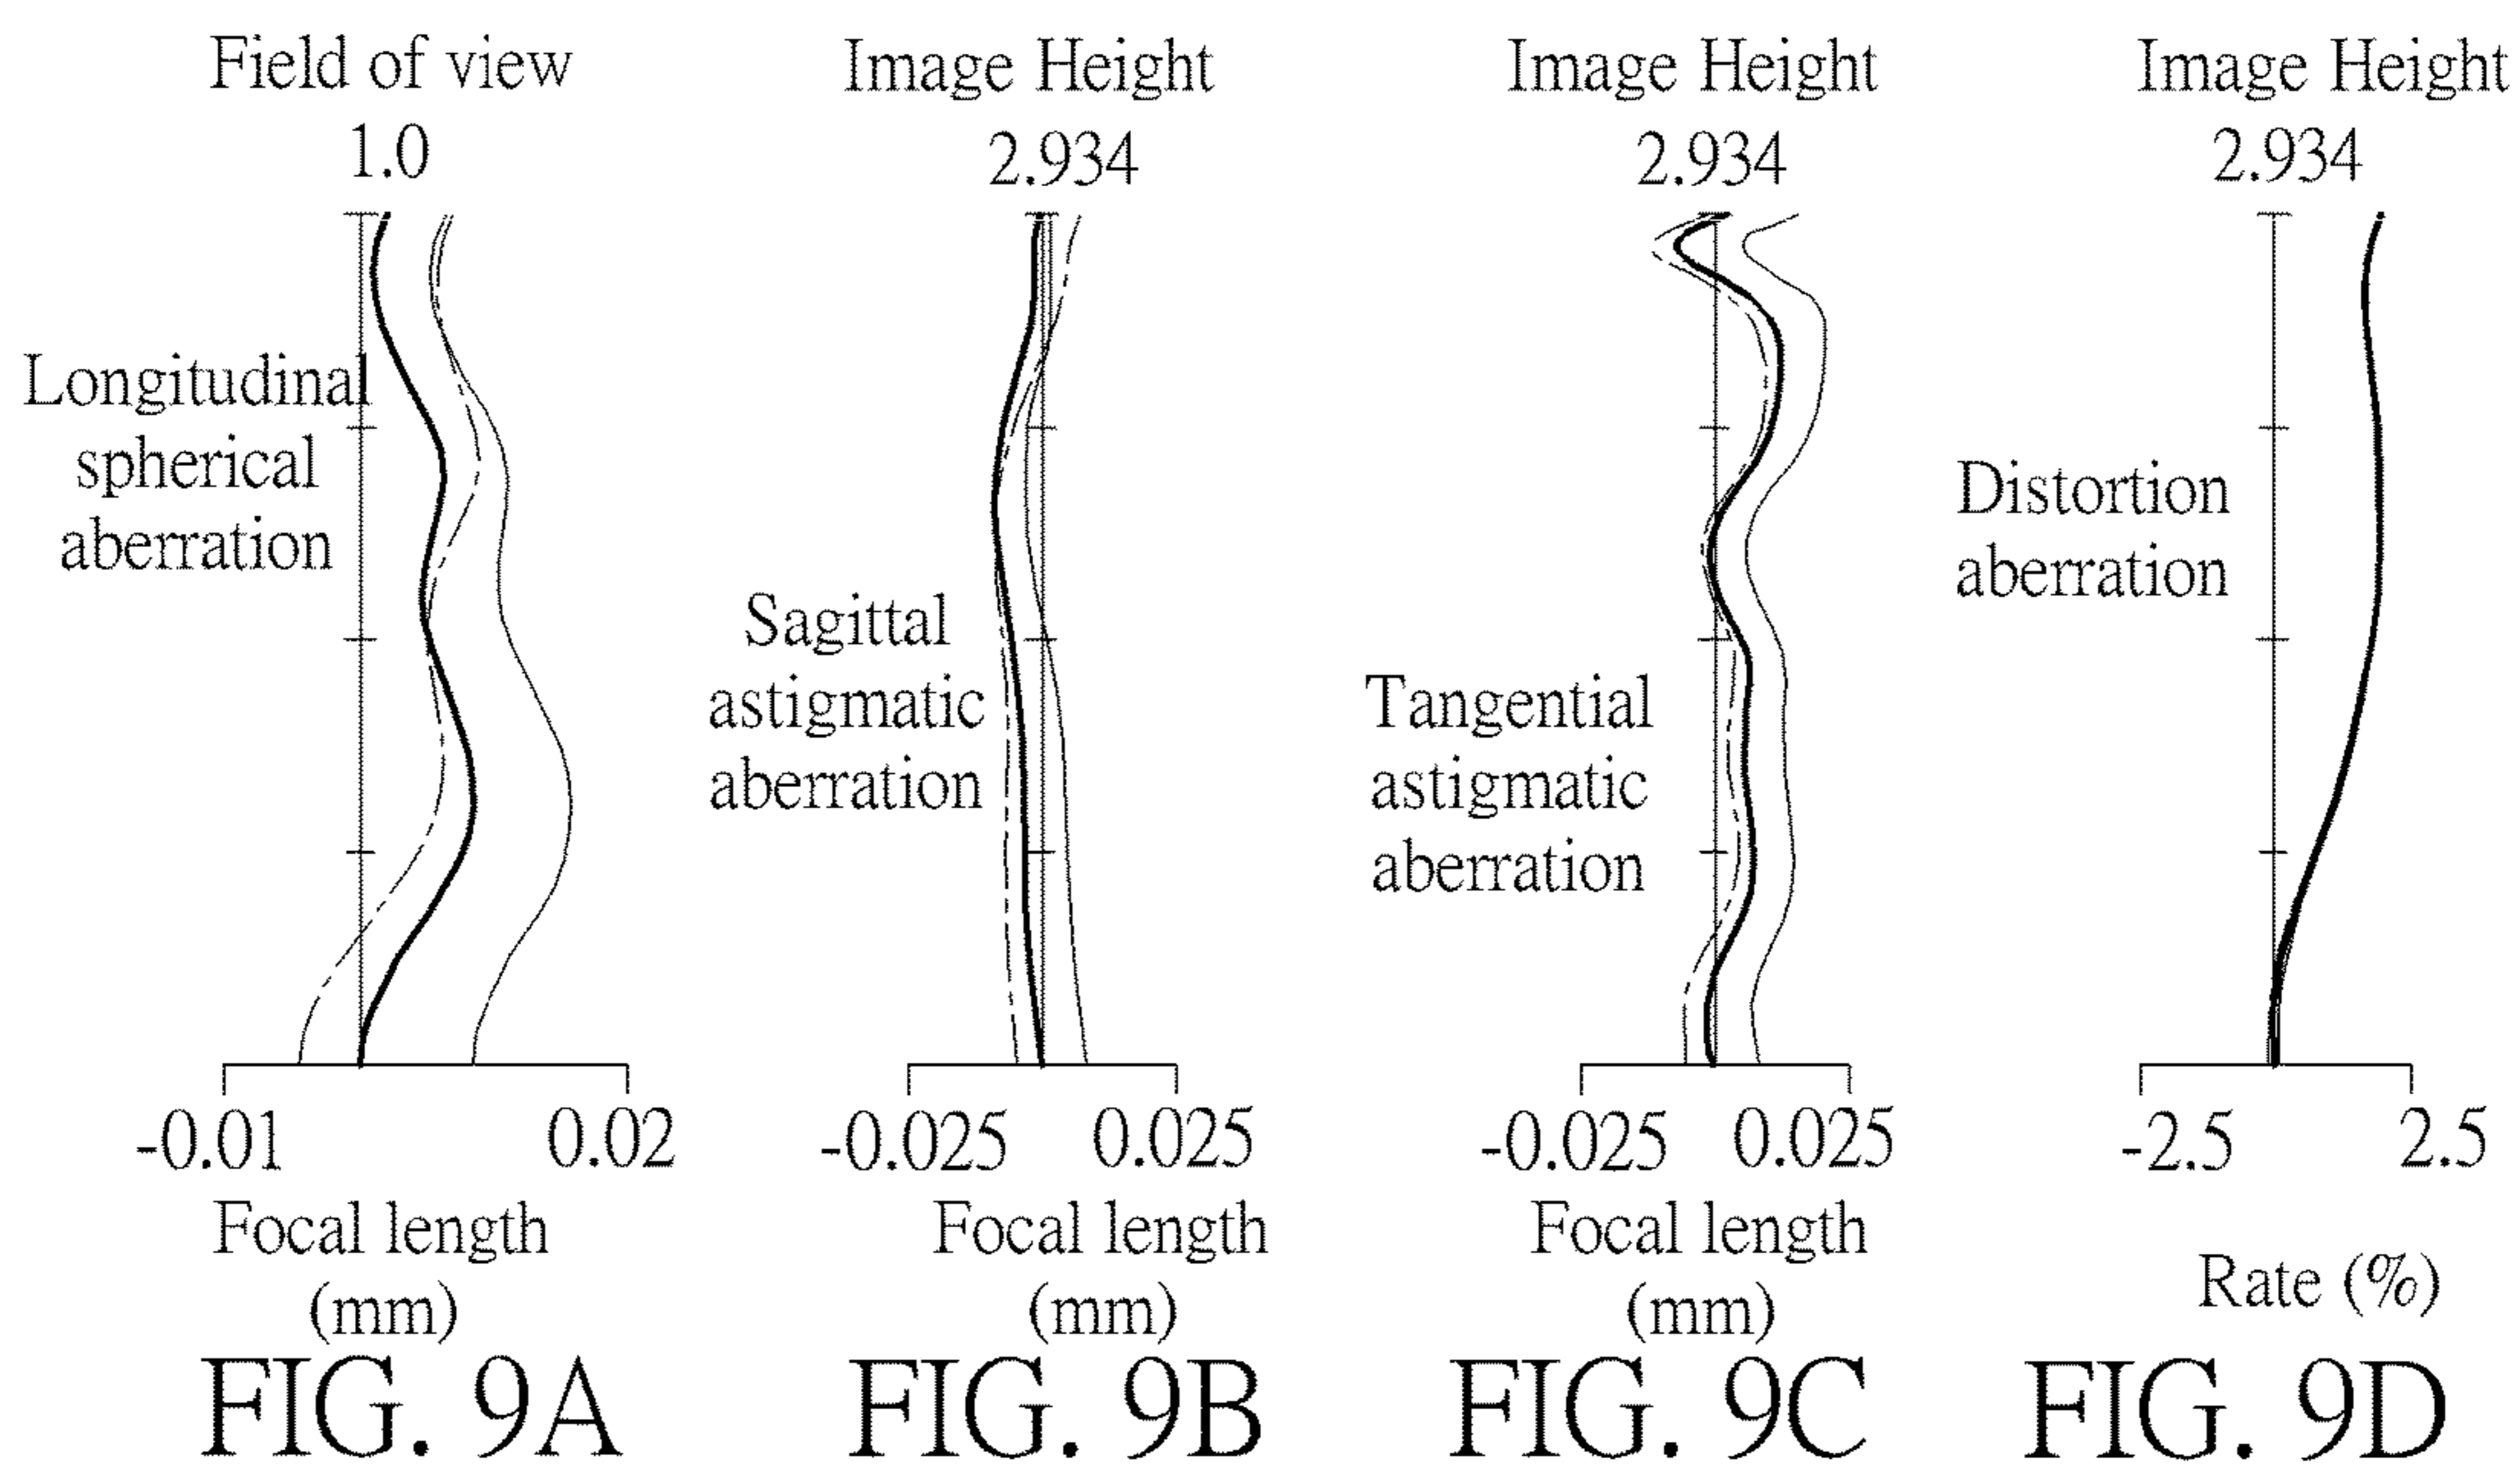 Field of view
1.0
Longitudinal
spherical
aberration
-0.01
0.02
Focal length
(mm)
FIG. 9A
Image Height
2.934
Sagittal
astigmatic
aberration
-0.025
0.025
Focal length
(mm)
FIG. 9B
Image Height
2.934
Tangential
astigmatic
aberration
-0.025
0.025
Focal length
(mm)
FIG. 9C
Image Height
2.934
Distortion
aberration
-2.5
2.5
Rate (%)
FIG. 9D